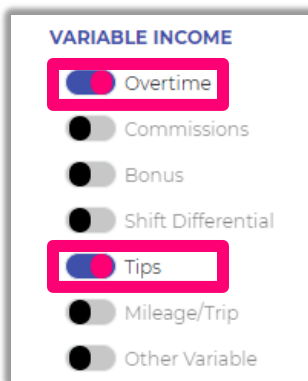 VARIABLE INCOME
Overtime
Commissions
Bonus
Shift Differential
Tips
Mileage/Trip
Other Variable